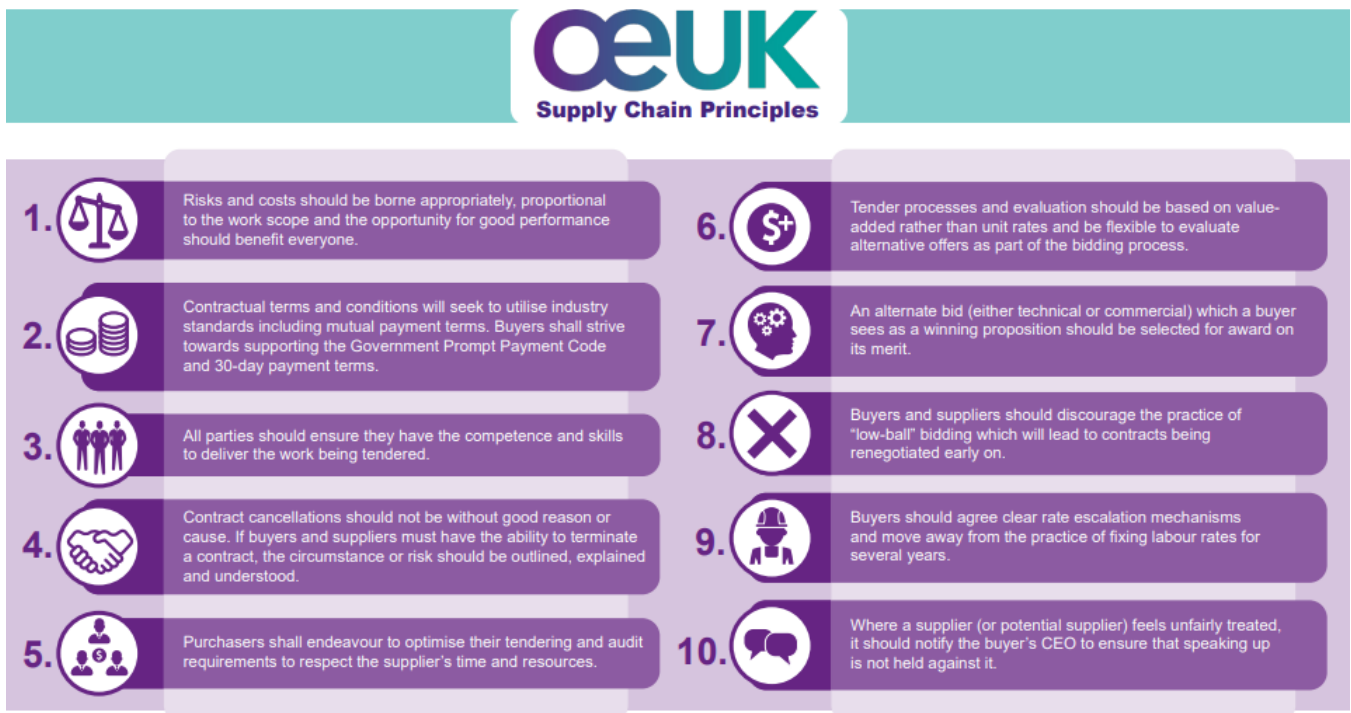 OEUK
Supply Chain Principles
1.
Risks and costs should be borne appropriately, proportional
to the work scope and the opportunity for good performance
should benefit everyone.
2.
Contractual terms and conditions will seek to utilise industry
standards including mutual payment terms. Buyers shall strive
towards supporting the Government Prompt Payment Code
and 30-day payment terms.
3.
All parties should ensure they have the competence and skills
to deliver the work being tendered.
4.
Contract cancellations should not be without good reason or
cause. If buyers and suppliers must have the ability to terminate
a contract, the circumstance or risk should be outlined, explained
and understood.
5.
$
Purchasers shall endeavour to optimise their tendering and audit
requirements to respect the supplier's time and resources.
6.
$+
Tender processes and evaluation should be based on value-
added rather than unit rates and be flexible to evaluate
alternative offers as part of the bidding process.
7.
An alternate bid (either technical or commercial) which a buyer
sees as a winning proposition should be selected for award on
its merit.
8.
Buyers and suppliers should discourage the practice of
“low-ball” bidding which will lead to contracts being
renegotiated early on.
9.
Buyers should agree clear rate escalation mechanisms
and move away from the practice of fixing labour rates for
several years.
10.
Where a supplier (or potential supplier) feels unfairly treated,
it should notify the buyer's CEO to ensure that speaking up
is not held against it.